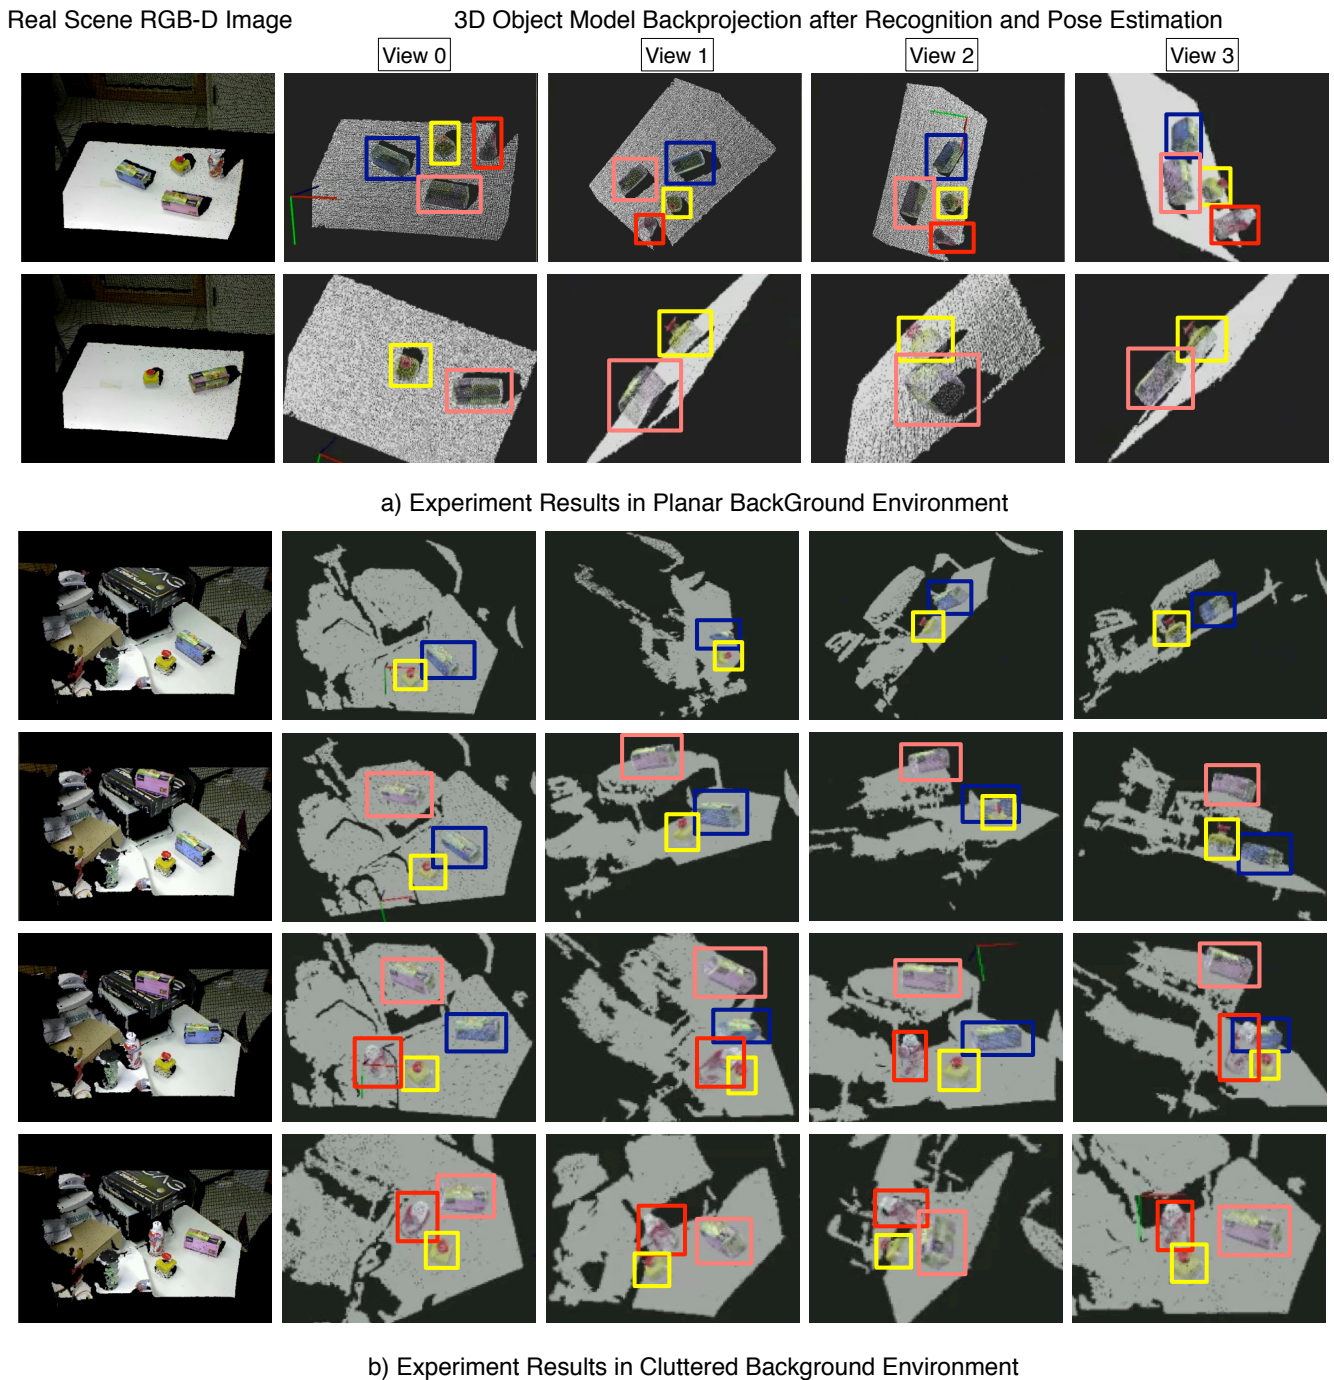 Real Scene RGB-D Image
3D Object Model Backprojection after Recognition and Pose Estimation
View 0
View 1
View 2
View 3
a) Experiment Results in Planar BackGround Environment
b) Experiment Results in Cluttered Background Environment